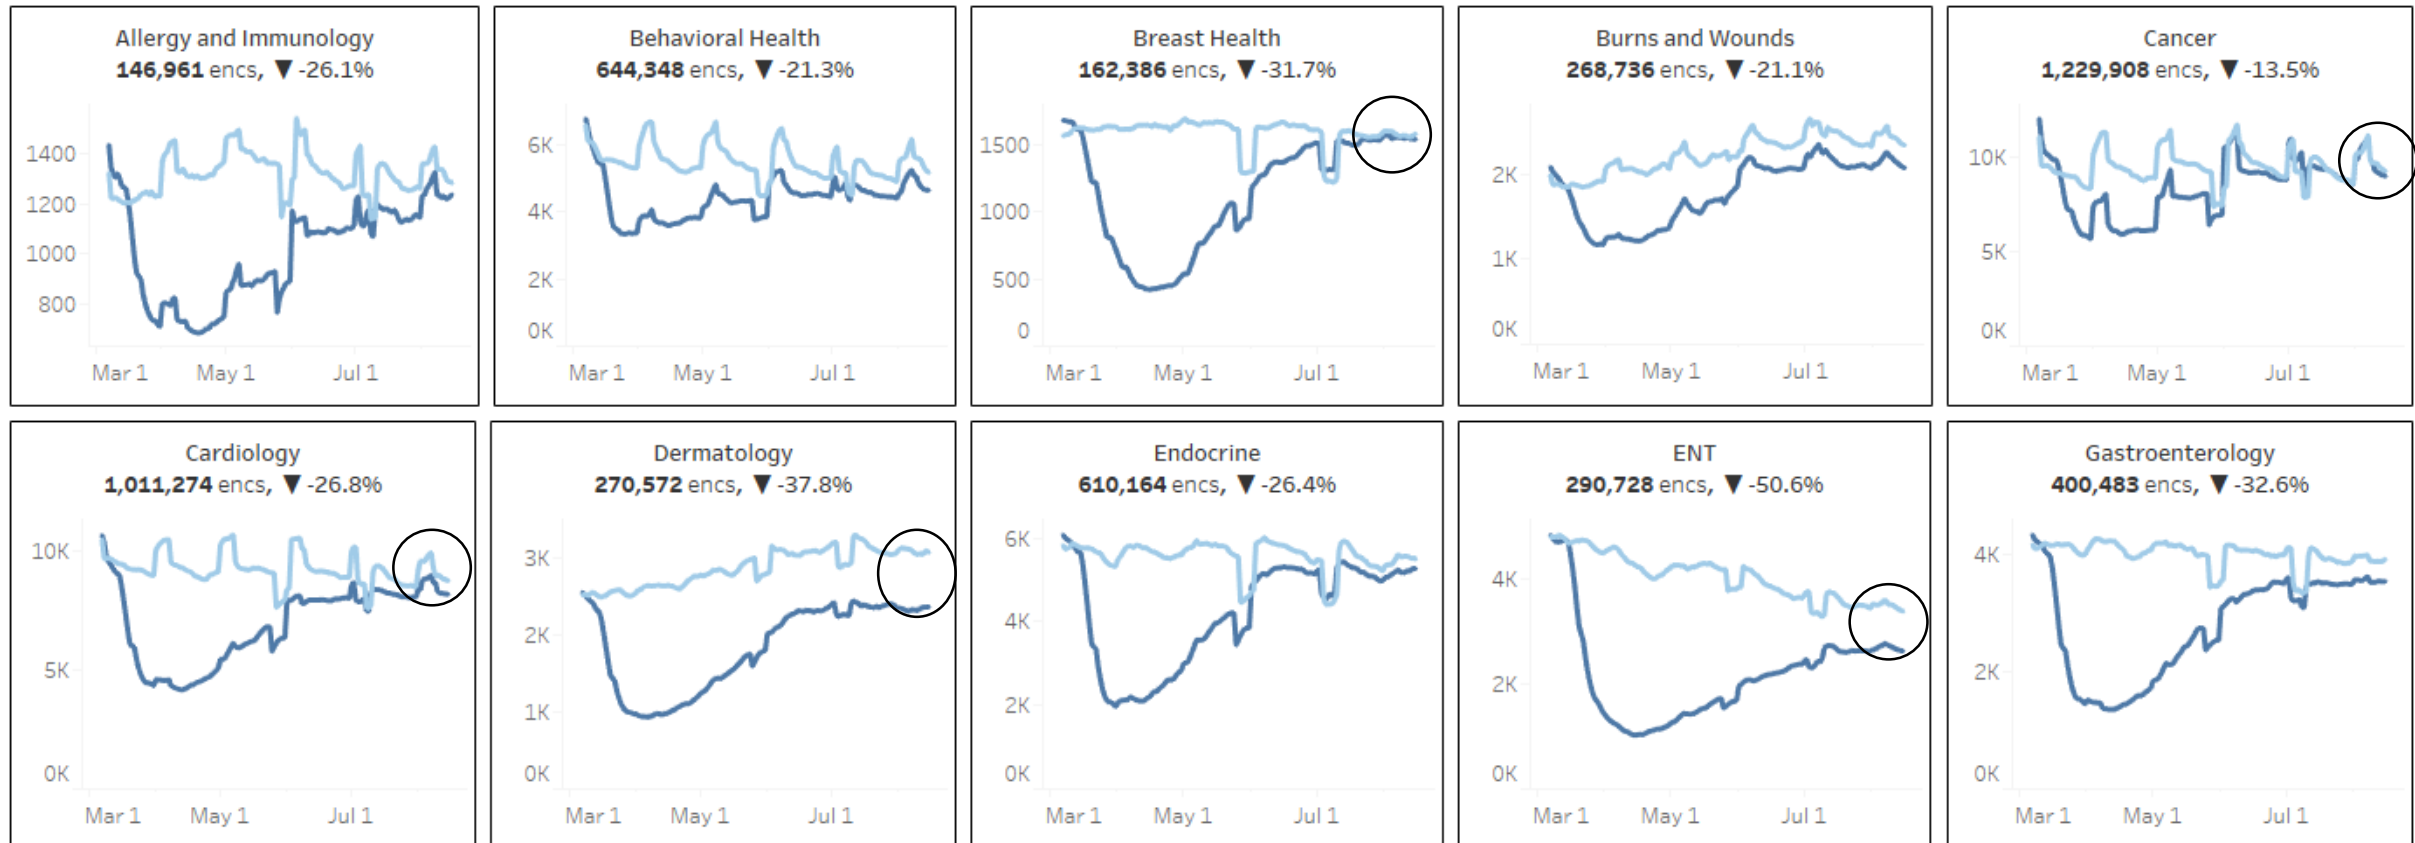 Allergy and Immunology
146,961 encs, ▼ -26.1%
1400
1200
1000
800
Mar 1 May 1 Jul 1
Behavioral Health
644,348 encs, ▼ -21.3%
6K
4K
2K
0K
Mar 1 May 1 Jul 1
Breast Health
162,386 encs, ▼ -31.7%
1500
1000
500
0
Mar 1 May 1 Jul 1
Burns and Wounds
268,736 encs, ▼ -21.1%
2K
1K
0K
Mar 1 May 1 Jul 1
Cancer
1,229,908 encs, ▼ -13.5%
10K
5K
0K
Mar 1 May 1 Jul 1
Cardiology
1,011,274 encs, ▼ -26.8%
10K
5K
0K
Mar 1 May 1 Jul 1
Dermatology
270,572 encs, ▼ -37.8%
3K
2K
1K
0K
Mar 1 May 1 Jul 1
Endocrine
610,164 encs, ▼ -26.4%
6K
4K
2K
0K
Mar 1 May 1 Jul 1
ENT
290,728 encs, ▼ -50.6%
4K
2K
0K
Mar 1 May 1 Jul 1
Gastroenterology
400,483 encs, ▼ -32.6%
4K
2K
0K
Mar 1 May 1 Jul 1